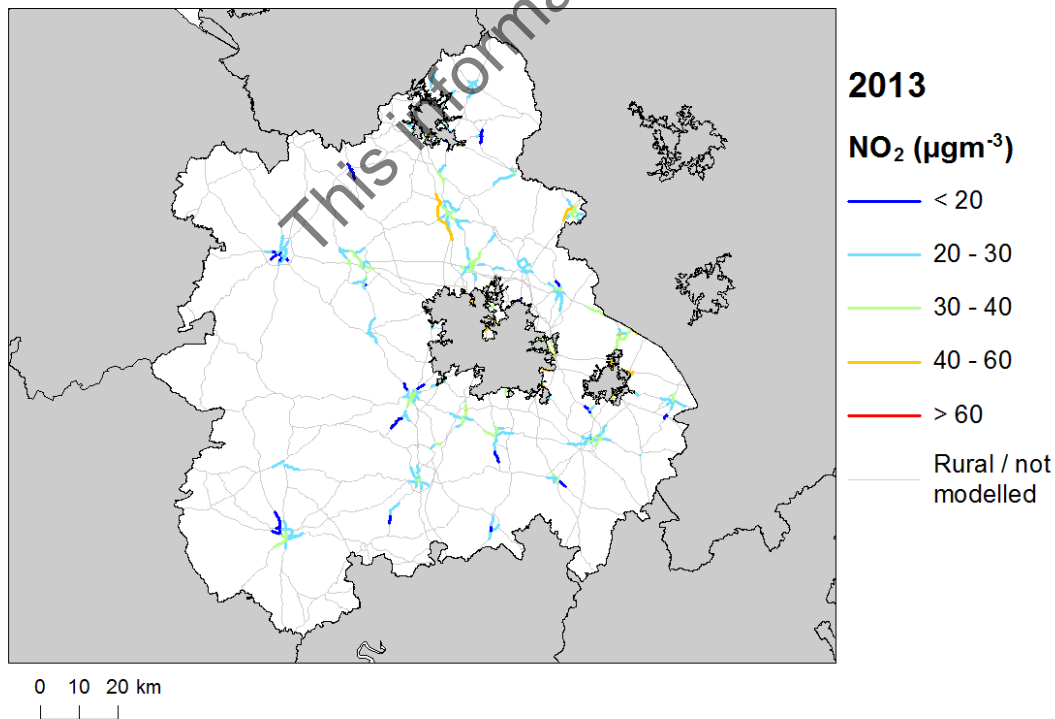 This informa
2013
NO₂ (µgm⁻³)
< 20
20 - 30
30 - 40
40 - 60
> 60
Rural / not
modelled
0 10 20 km